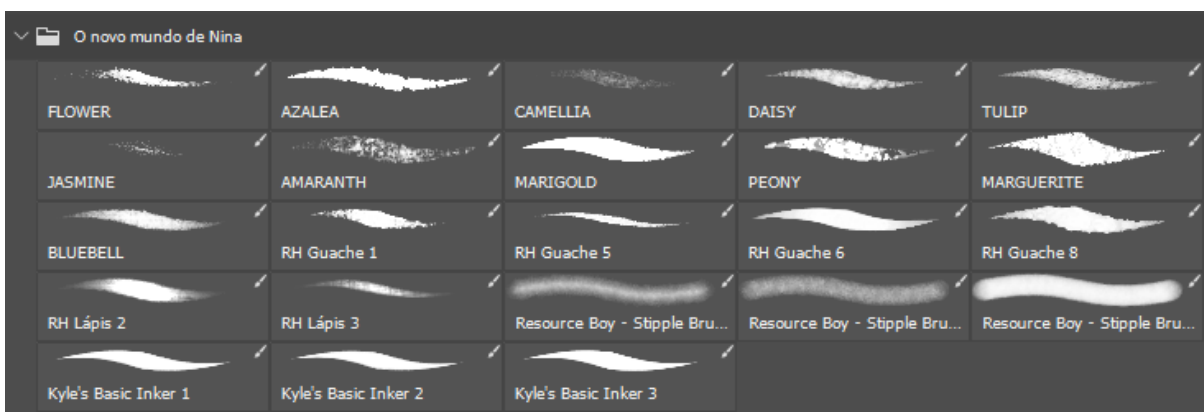 O novo mundo de Nina
FLOWER
AZALEA
CAMELLIA
DAISY
TULIP
JASMINE
AMARANTH
MARIGOLD
PEONY
MARGUERITE
BLUEBELL
RH Guache 1
RH Guache 5
RH Guache 6
RH Guache 8
RH Lápis 2
RH Lápis 3
Resource Boy - Stipple Bru...
Resource Boy - Stipple Bru...
Resource Boy - Stipple Bru...
Kyle's Basic Inker 1
Kyle's Basic Inker 2
Kyle's Basic Inker 3